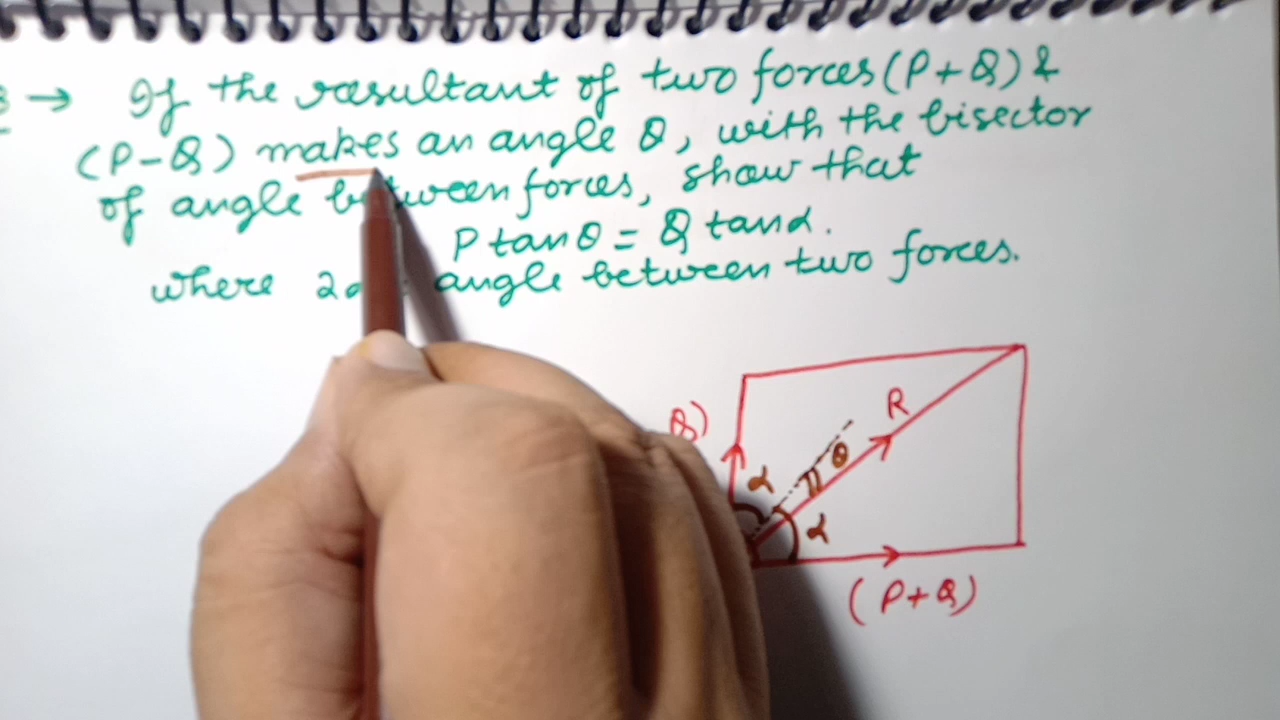 → If the resultant of two forces (P+Q) &
(P-Q) makes an angle θ, with the bisector
of angle between forces, show that
P tanθ = Q tanα.
where 2α angle between two forces.
R
Q)
θ
α
α
(P+Q)